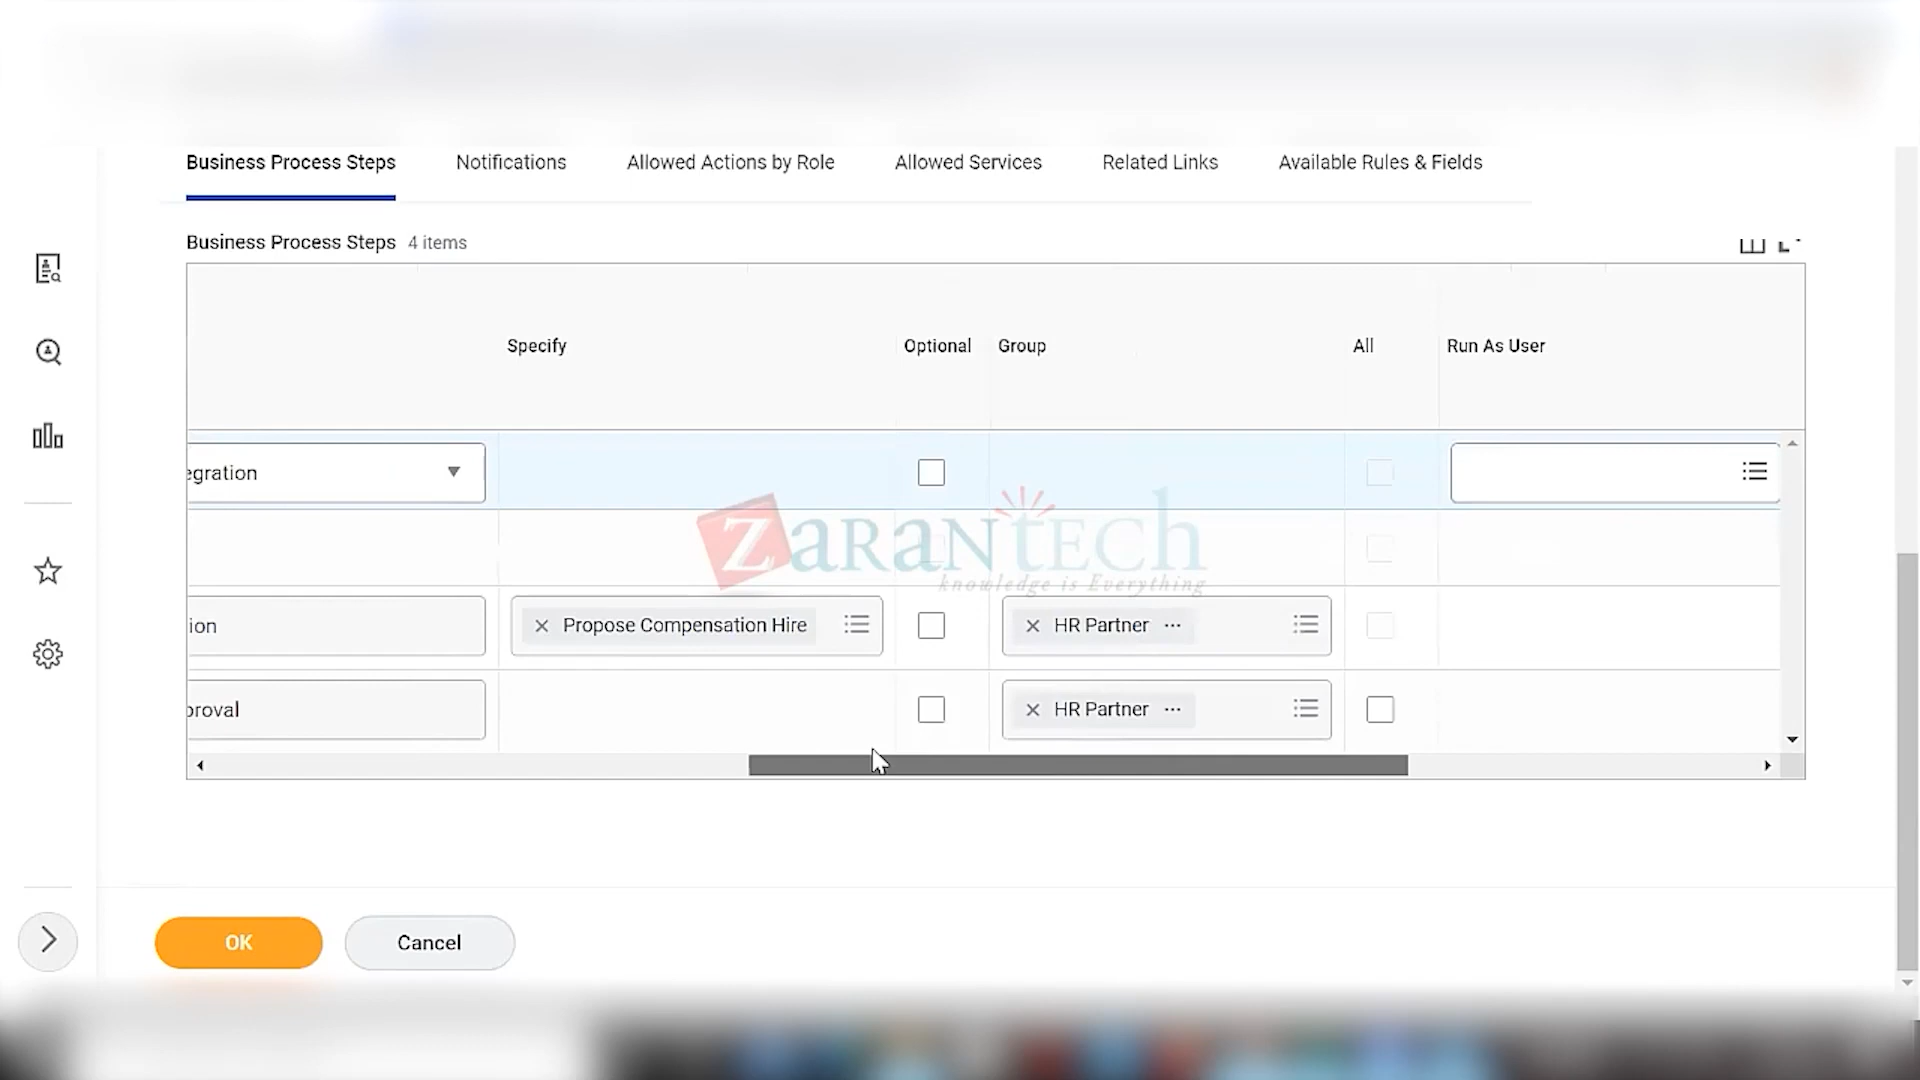 Business Process Steps Notifications Allowed Actions by Role Allowed Services Related Links Available Rules & Fields
Business Process Steps 4 items
Specify Optional Group All Run As User
egration
ZARANTECH
knowledge is Everything
ion × Propose Compensation Hire × HR Partner ...
proval × HR Partner ...
OK Cancel